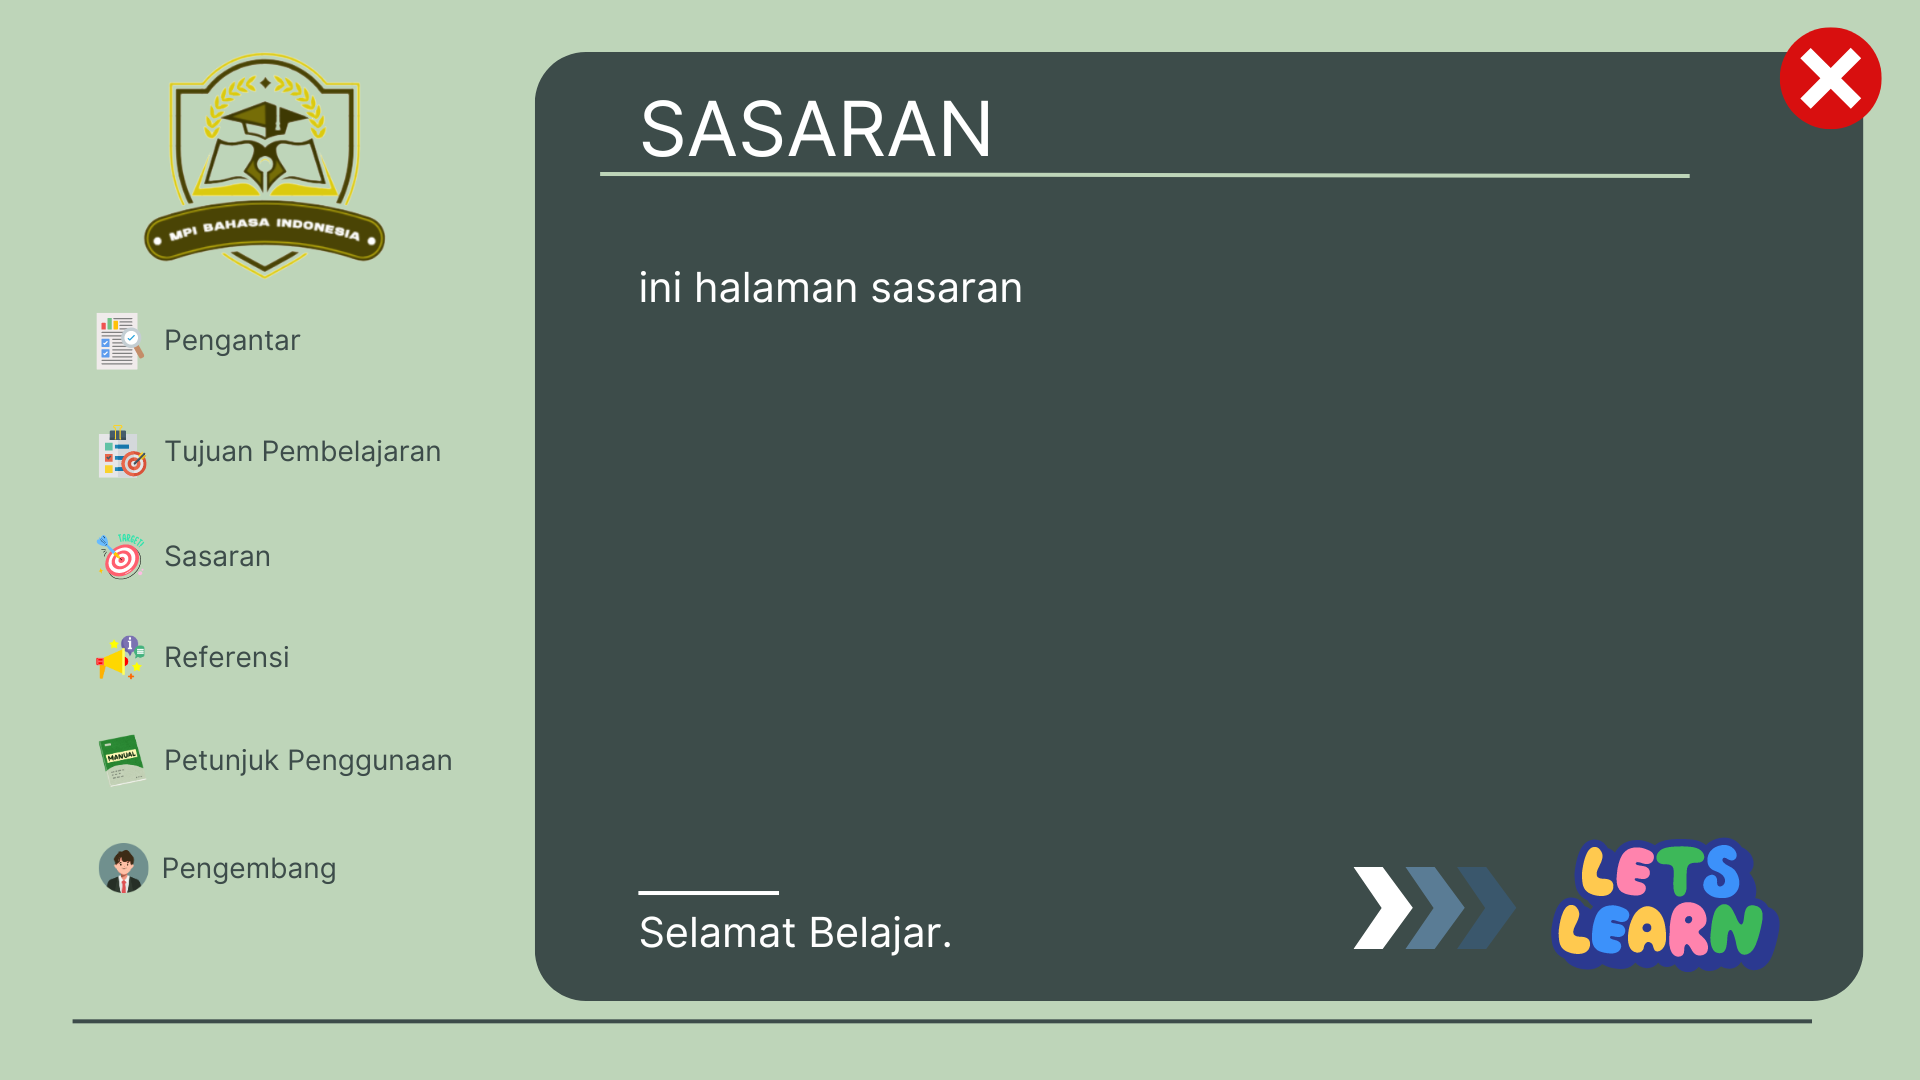 MPI BAHASA INDONESIA
Pengantar
Tujuan Pembelajaran
TARGET!
Sasaran
Referensi
MANUAL
Petunjuk Penggunaan
Pengembang
SASARAN
ini halaman sasaran
Selamat Belajar.
LETS
LEARN